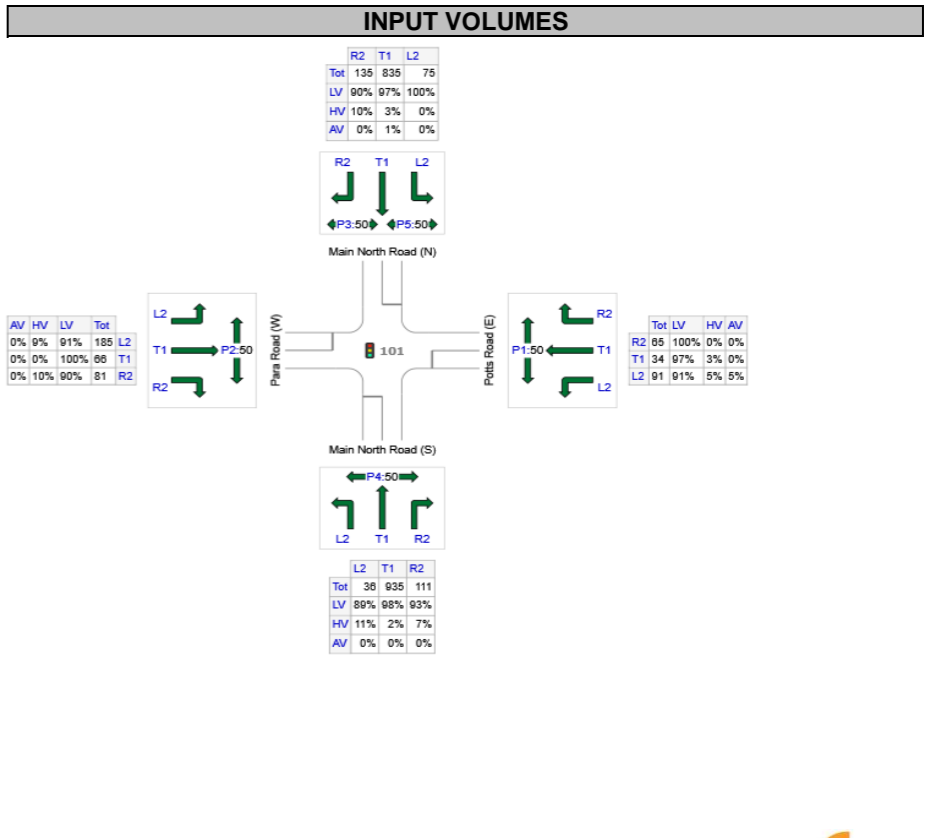 INPUT VOLUMES
R2 T1 L2
Tot 135 835 75
LV 90% 97% 100%
HV 10% 3% 0%
AV 0% 1% 0%
R2 T1 L2
P3:50 P5:50
Main North Road (N)
AV HV LV Tot
0% 9% 91% 185 L2
0% 0% 100% 66 T1
0% 10% 90% 81 R2
L2
T1 P2:50
R2
Para Road (W)
101
Potts Road (E)
R2
P1:50 T1
L2
Tot LV HV AV
R2 65 100% 0% 0%
T1 34 97% 3% 0%
L2 91 91% 5% 5%
Main North Road (S)
P4:50
L2 T1 R2
L2 T1 R2
Tot 36 935 111
LV 89% 98% 93%
HV 11% 2% 7%
AV 0% 0% 0%